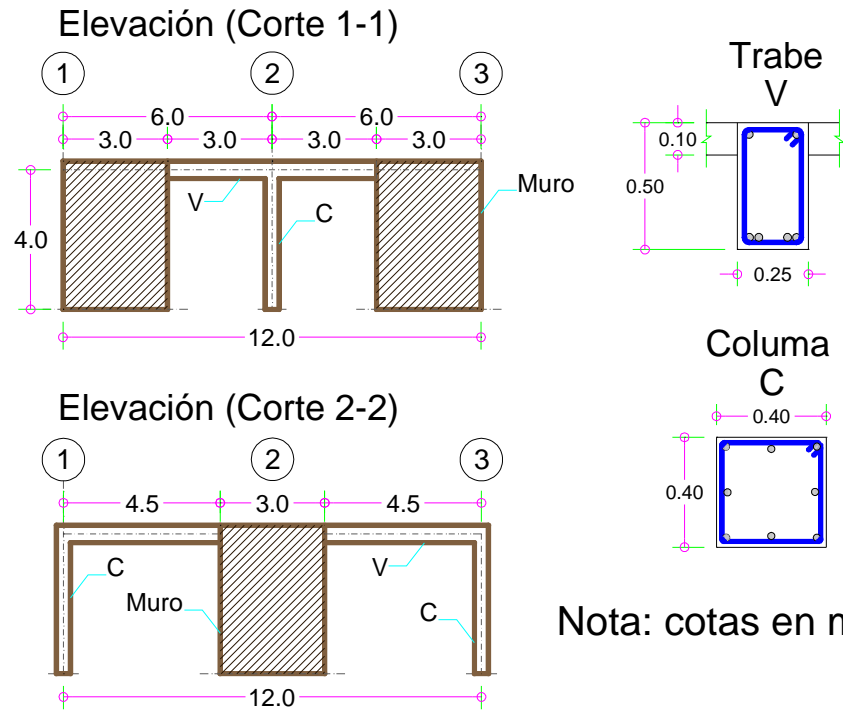 Elevación (Corte 1-1)
1 2 3
6.0 6.0
3.0 3.0 3.0 3.0
Muro
V
C
4.0
12.0
Trabe
V
0.10
0.50
0.25
Columa
C
0.40
0.40
Elevación (Corte 2-2)
1 2 3
4.5 3.0 4.5
C
V
Muro
C
12.0
Nota: cotas en m